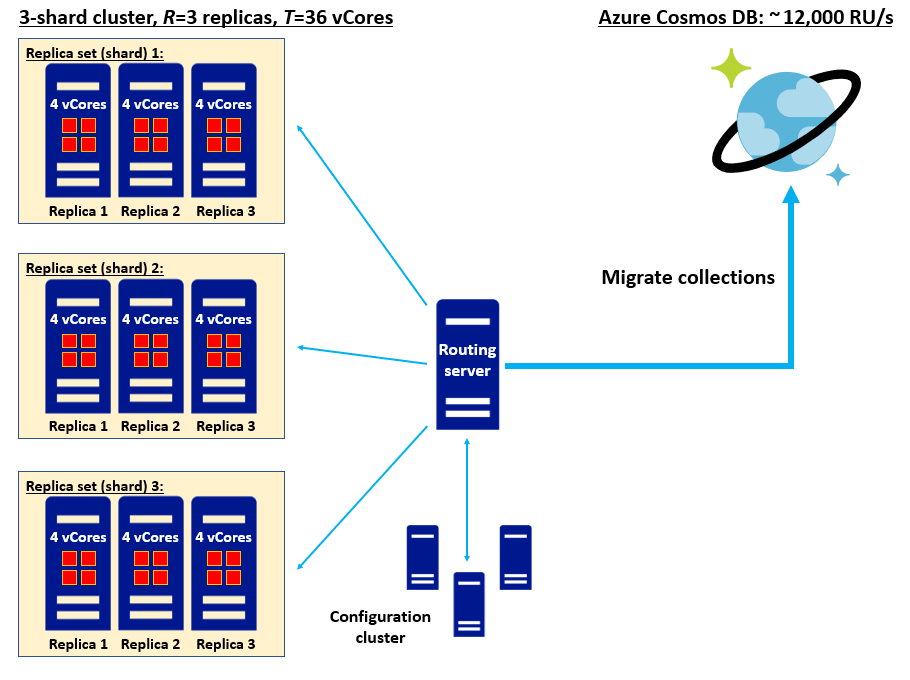 3-shard cluster, R=3 replicas, T=36 vCores
Azure Cosmos DB: ~12,000 RU/s
Replica set (shard) 1:
4 vCores 4 vCores 4 vCores
Replica 1 Replica 2 Replica 3
Replica set (shard) 2:
4 vCores 4 vCores 4 vCores
Replica 1 Replica 2 Replica 3
Replica set (shard) 3:
4 vCores 4 vCores 4 vCores
Replica 1 Replica 2 Replica 3
Routing
server
Migrate collections
Configuration
cluster